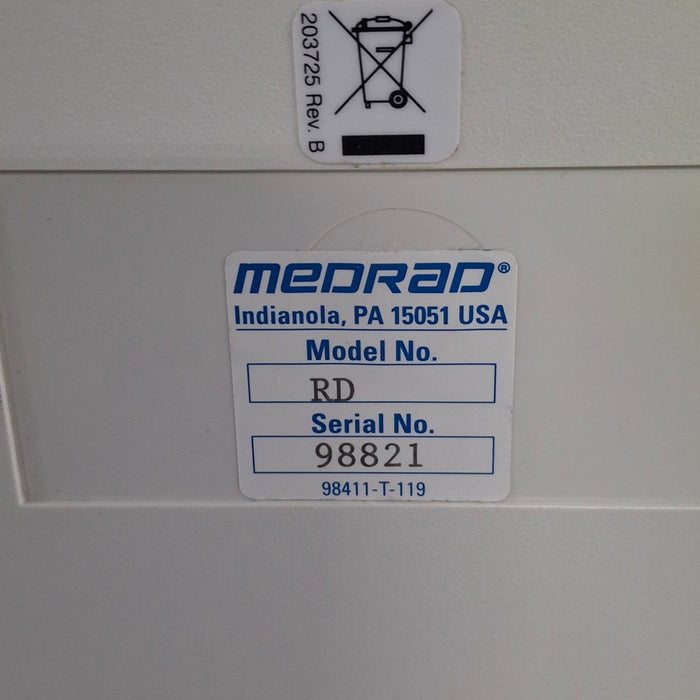 203725 Rev. B
MEDRAD®
Indianola, PA 15051 USA
Model No.
RD
Serial No.
98821
98411-T-119